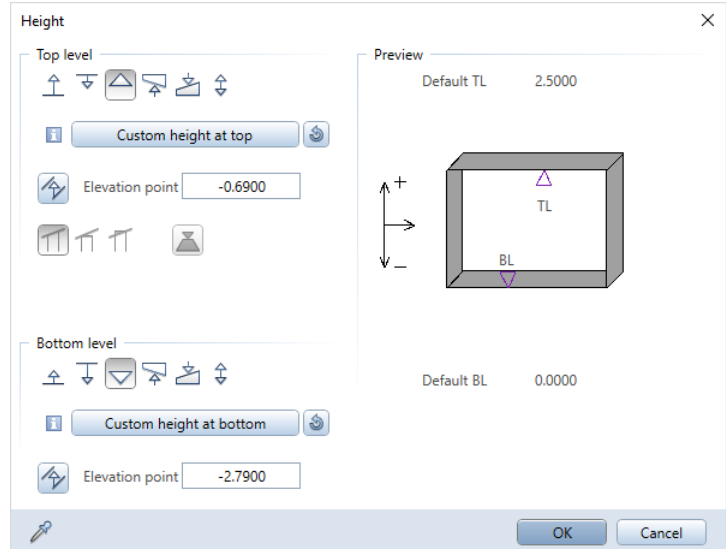 Height
Top level
Custom height at top
Elevation point -0.6900
Preview
Default TL 2.5000
+
TL
BL
–
Default BL 0.0000
Bottom level
Custom height at bottom
Elevation point -2.7900
OK Cancel